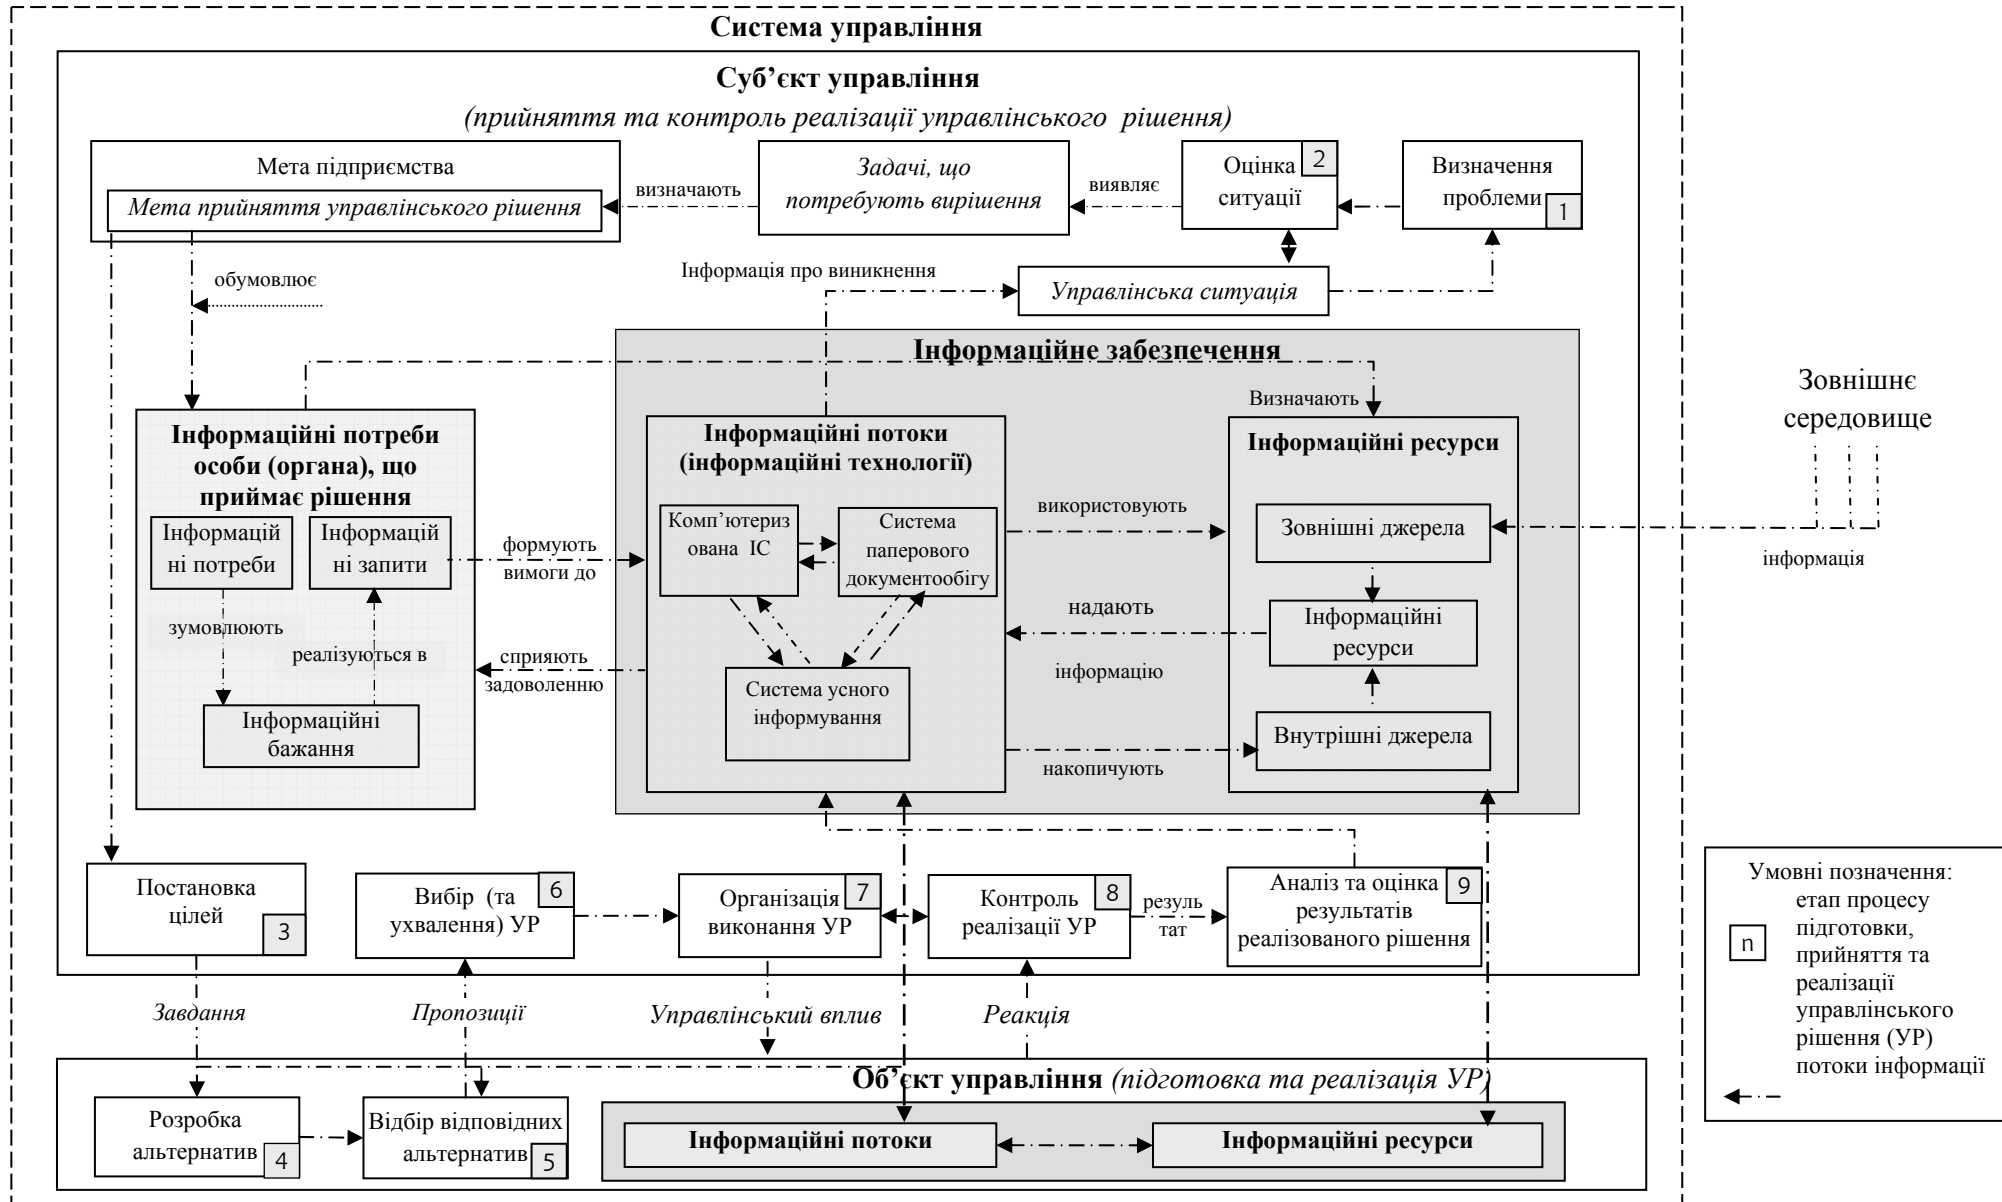 Система управління
Суб’єкт управління
(прийняття та контроль реалізації управлінського рішення)
Мета підприємства
Мета прийняття управлінського рішення
визначають
Задачі, що
потребують вирішення
виявляє
Оцінка
ситуації
2
Визначення
проблеми
1
обумовлює
Інформація про виникнення
Управлінська ситуація
Інформаційне забезпечення
Визначають
Зовнішнє
середовище
інформація
Інформаційні потреби
особи (органа), що
приймає рішення
Інформацій
ні потреби
Інформацій
ні запити
зумовлюють
реалізуються в
Інформаційні
бажання
формують
вимоги до
сприяють
задоволенню
Інформаційні потоки
(інформаційні технології)
Комп’ютериз
ована ІС
Система
паперового
документообігу
Система усного
інформування
використовують
надають
інформацію
накопичують
Інформаційні ресурси
Зовнішні джерела
Інформаційні
ресурси
Внутрішні джерела
Постановка
цілей
3
Вибір (та
ухвалення) УР
6
Організація
виконання УР
7
Контроль
реалізації УР
8
резуль
тат
Аналіз та оцінка
результатів
реалізованого рішення
9
Завдання
Пропозиції
Управлінський вплив
Реакція
Об’єкт управління (підготовка та реалізація УР)
Розробка
альтернатив
4
Відбір відповідних
альтернатив
5
Інформаційні потоки
Інформаційні ресурси
Умовні позначення:
n
етап процесу
підготовки,
прийняття та
реалізації
управлінського
рішення (УР)
потоки інформації